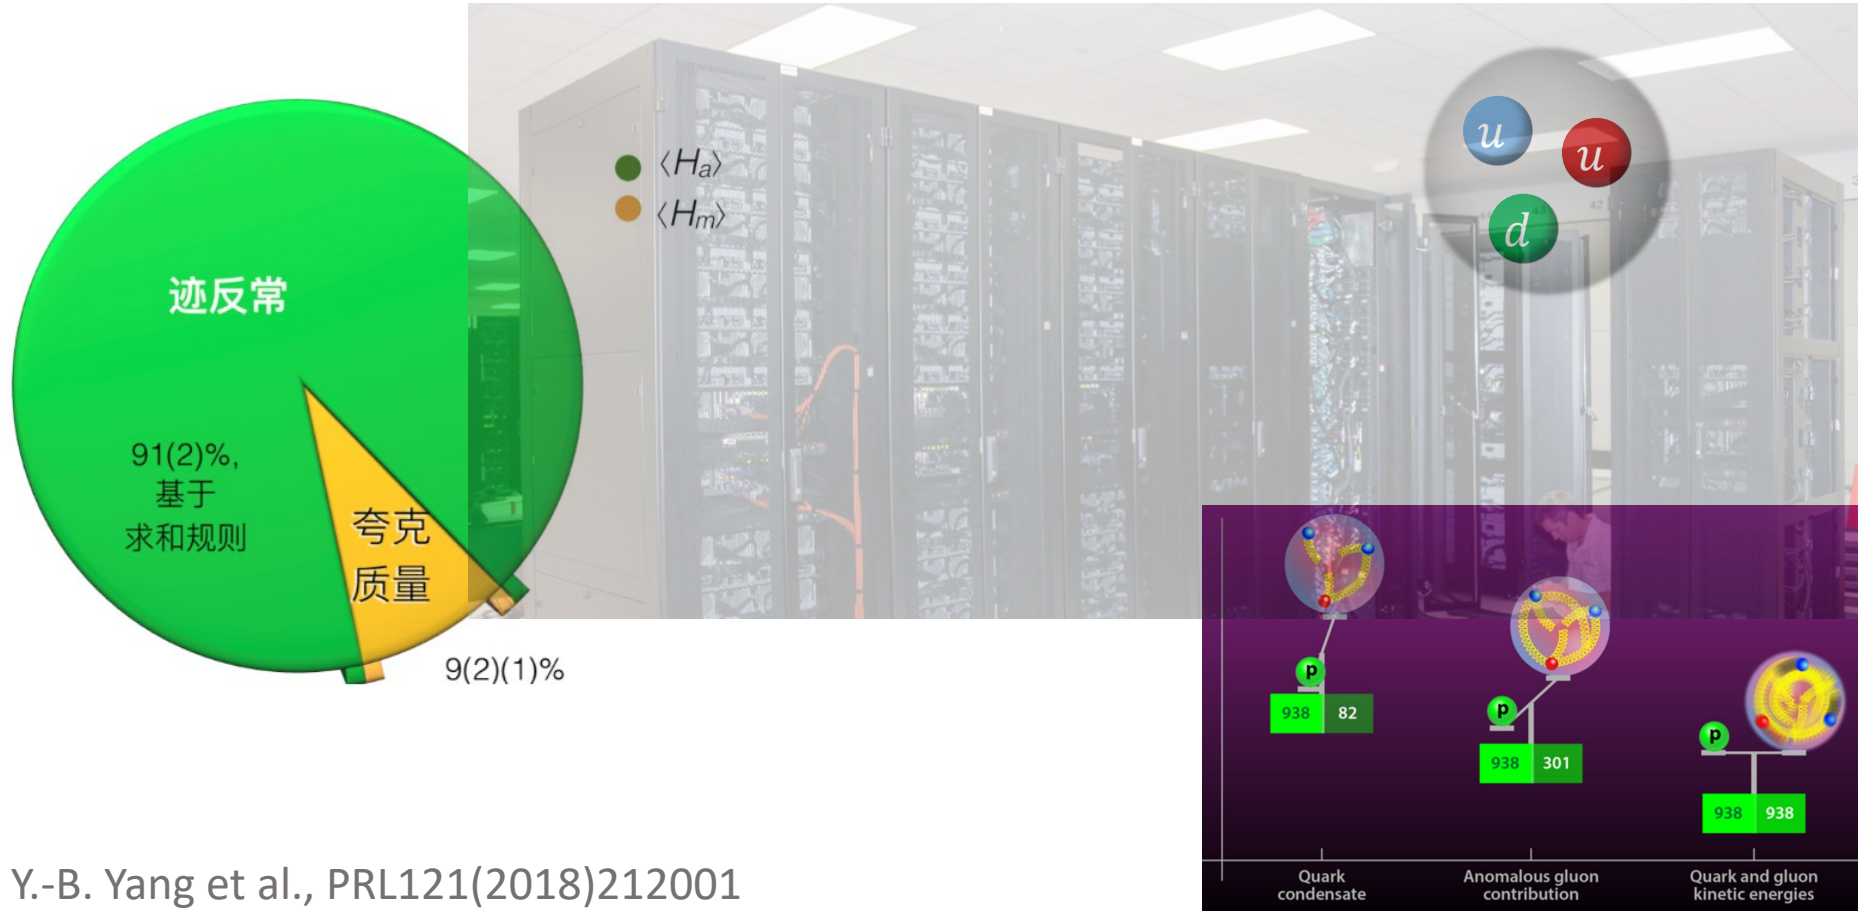 迹反常
91(2)%,
基于
求和规则
夸克
质量
9(2)(1)%
⟨Ha⟩
⟨Hm⟩
u
u
d
42
43
p
938 82
p
938 301
p
938 938
Quark
condensate
Anomalous gluon
contribution
Quark and gluon
kinetic energies
Y.-B. Yang et al., PRL121(2018)212001